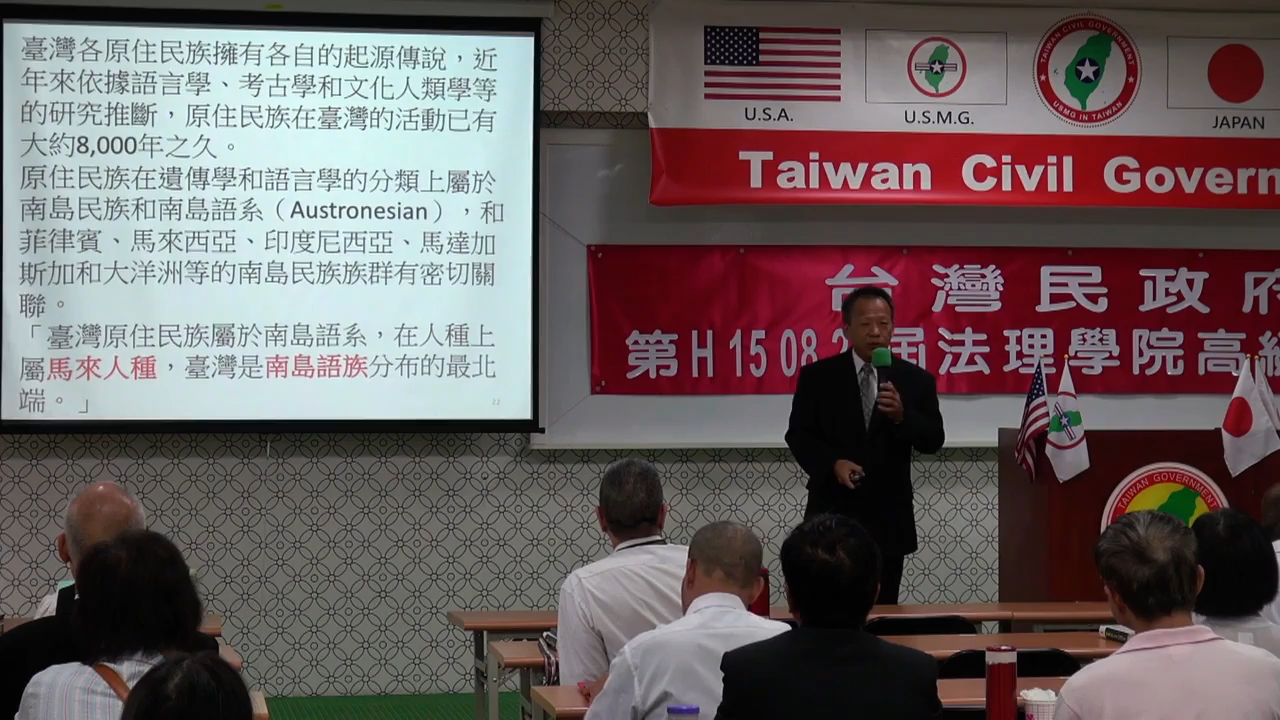 臺灣各原住民族擁有各自的起源傳說，近
年來依據語言學、考古學和文化人類學等
的研究推斷，原住民族在臺灣的活動已有
大約8,000年之久。
原住民族在遺傳學和語言學的分類上屬於
南島民族和南島語系（Austronesian），和
菲律賓、馬來西亞、印度尼西亞、馬達加
斯加和大洋洲等的南島民族族群有密切關
聯。
「臺灣原住民族屬於南島語系，在人種上
屬馬來人種，臺灣是南島語族分布的最北
端。」
22
U.S.A.
U.S.M.G.
TAIWAN CIVIL GOVERNMENT
USMG IN TAIWAN
JAPAN
Taiwan Civil Govern
台灣民政府
第H 15 08 2 屆法理學院高級
TAIWAN GOVERNMENT